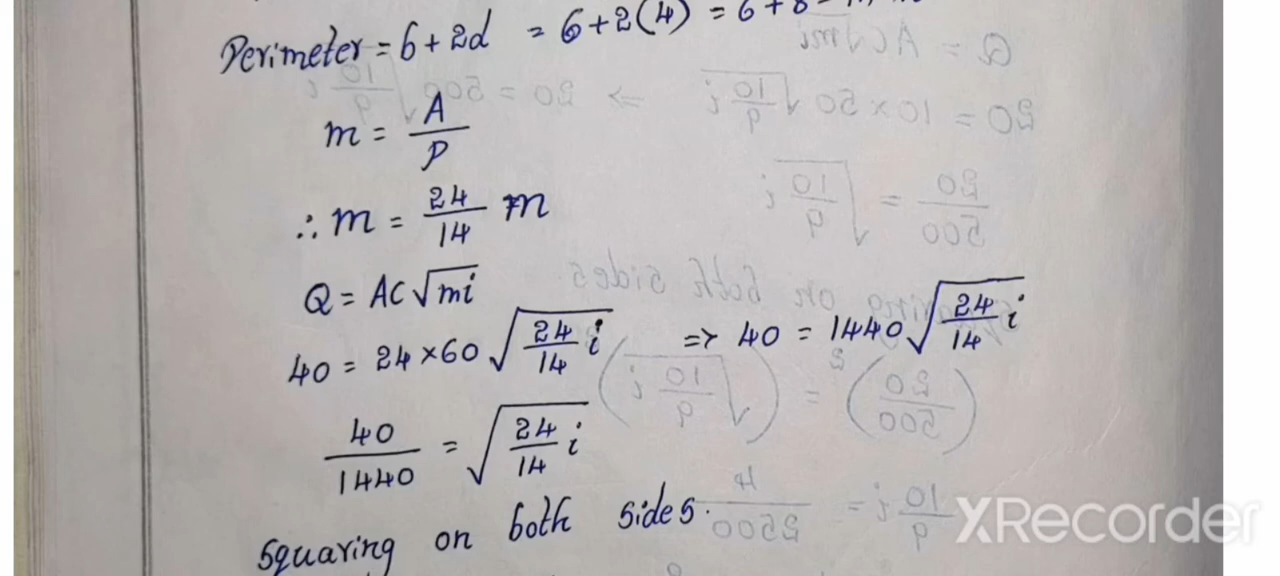 Perimeter = 6 + 2d = 6 + 2(4) = 6 + 8
m = A/P
∴ m = 24/14 m
Q = AC√mi
40 = 24 × 60 √(24/14 i) => 40 = 1440 √(24/14 i)
40/1440 = √(24/14 i)
Squaring on both sides.
XRecorder